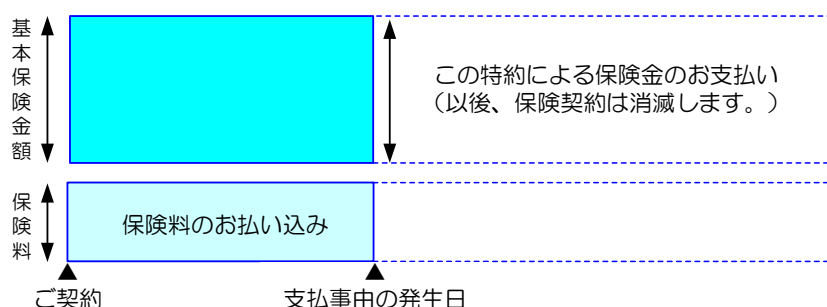 基本保険金額
この特約による保険金のお支払い
（以後、保険契約は消滅します。）
保険料
保険料のお払い込み
ご契約
支払事由の発生日